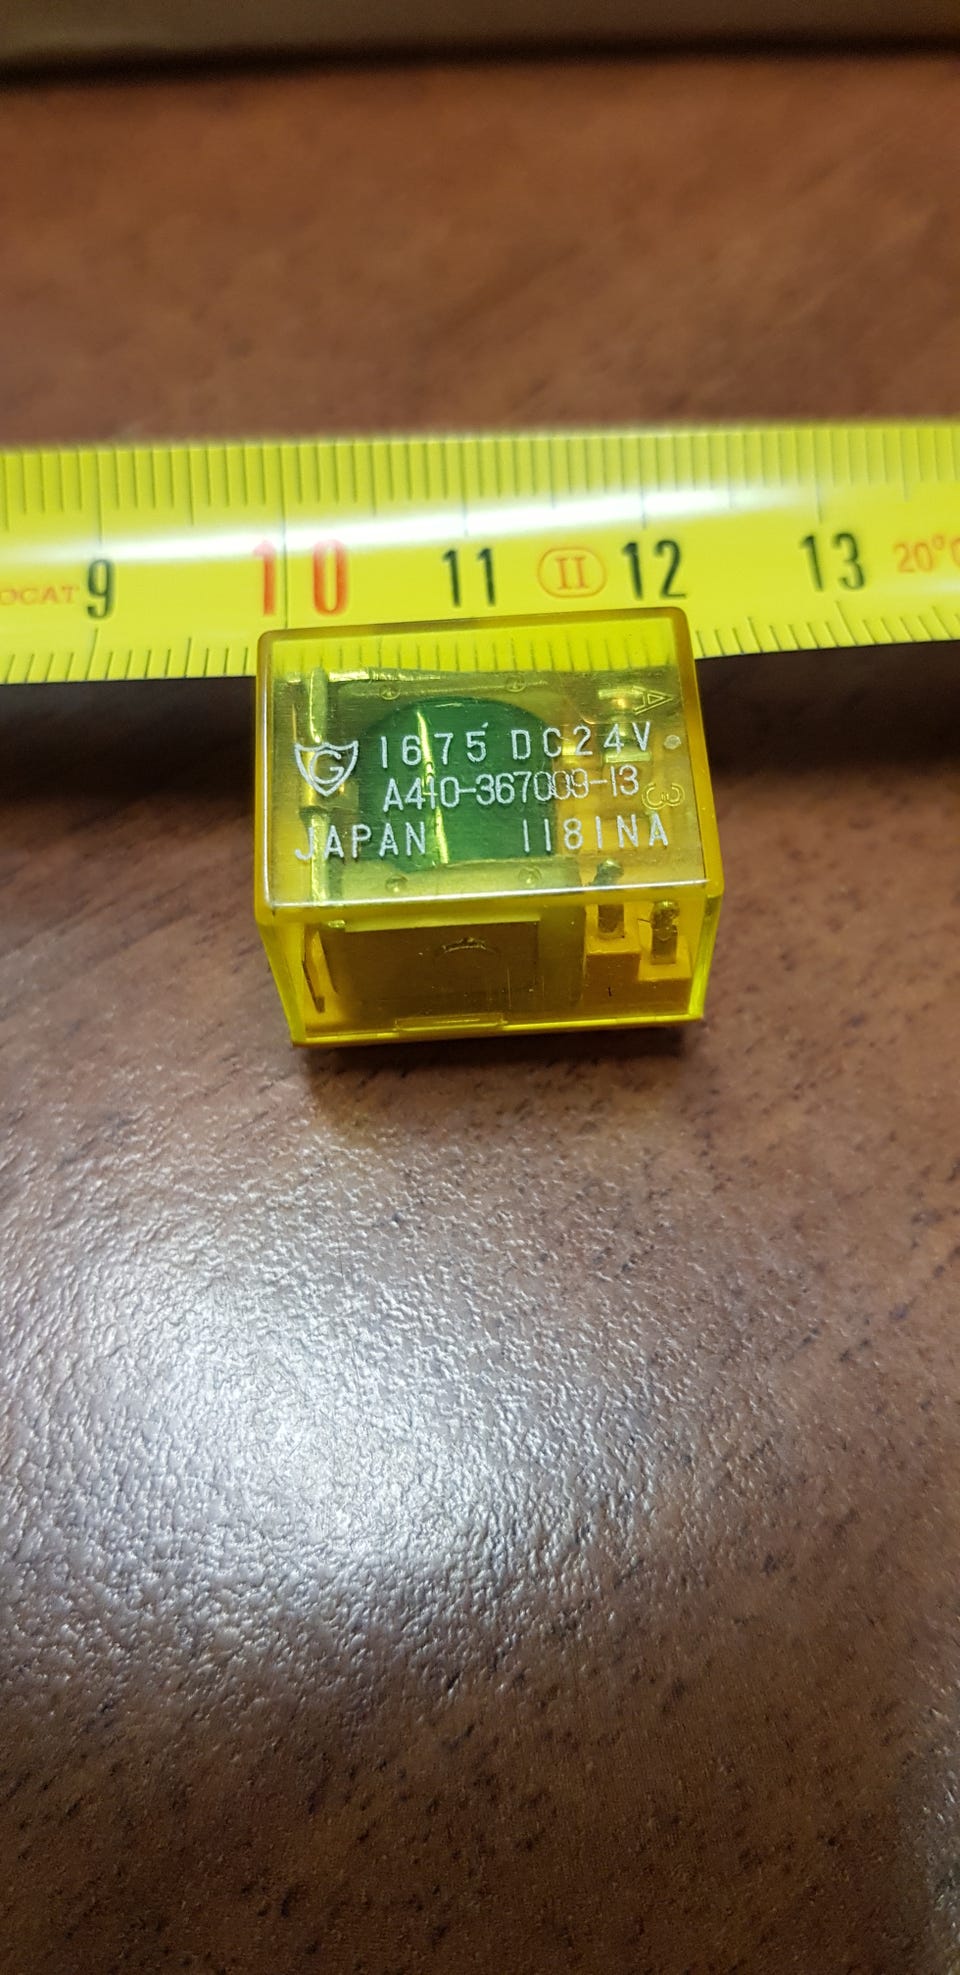 OCAT 9 10 11 II 12 13 20°C
G 1675 DC24V
A410-367009-13
JAPAN 1181NA